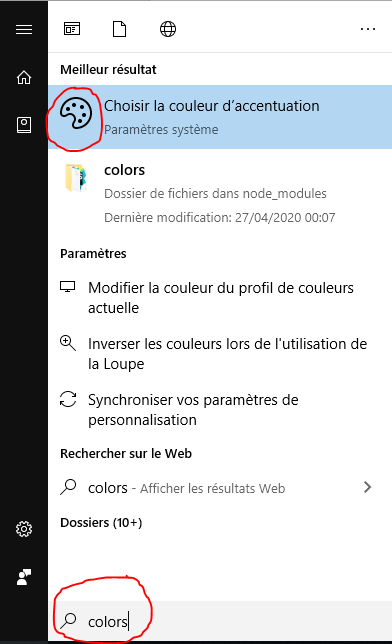 Meilleur résultat
Choisir la couleur d’accentuation
Paramètres système
colors
Dossier de fichiers dans node_modules
Dernière modification: 27/04/2020 00:07
Paramètres
Modifier la couleur du profil de couleurs
actuelle
Inverser les couleurs lors de l'utilisation de
la Loupe
Synchroniser vos paramètres de
personnalisation
Rechercher sur le Web
colors - Afficher les résultats Web
Dossiers (10+)
colors